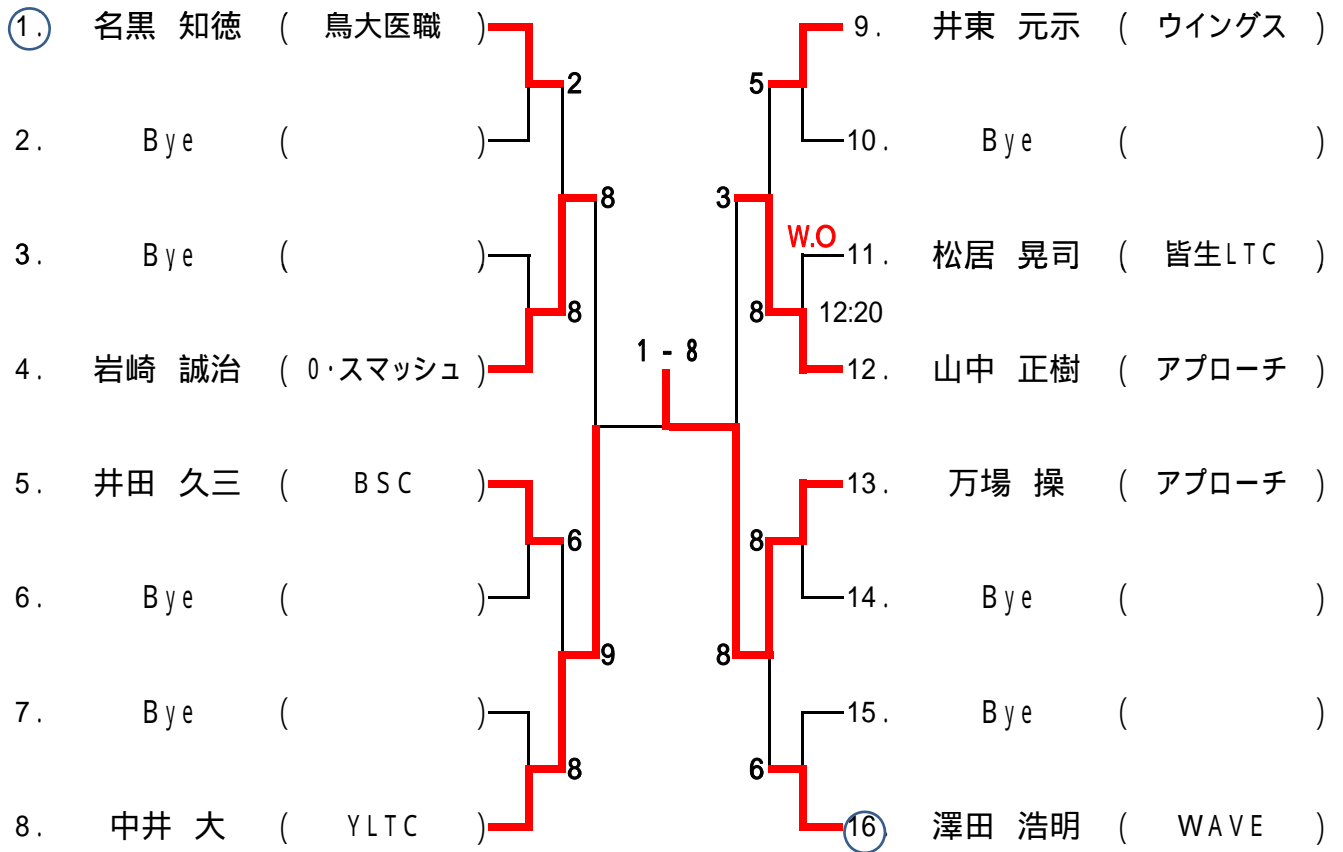 1. 名黒 知徳 ( 鳥大医職 )
2
2. Bye ( )
8
3. Bye ( )
8
4. 岩崎 誠治 ( O・スマッシュ )
5. 井田 久三 ( BSC )
6
6. Bye ( )
9
7. Bye ( )
8
8. 中井 大 ( YLTC )
1 - 8
9. 井東 元示 ( ウイングス )
5
10. Bye ( )
3
W.O
11. 松居 晃司 ( 皆生LTC )
8 12:20
12. 山中 正樹 ( アプローチ )
13. 万場 操 ( アプローチ )
8
14. Bye ( )
8
15. Bye ( )
6
16. 澤田 浩明 ( WAVE )